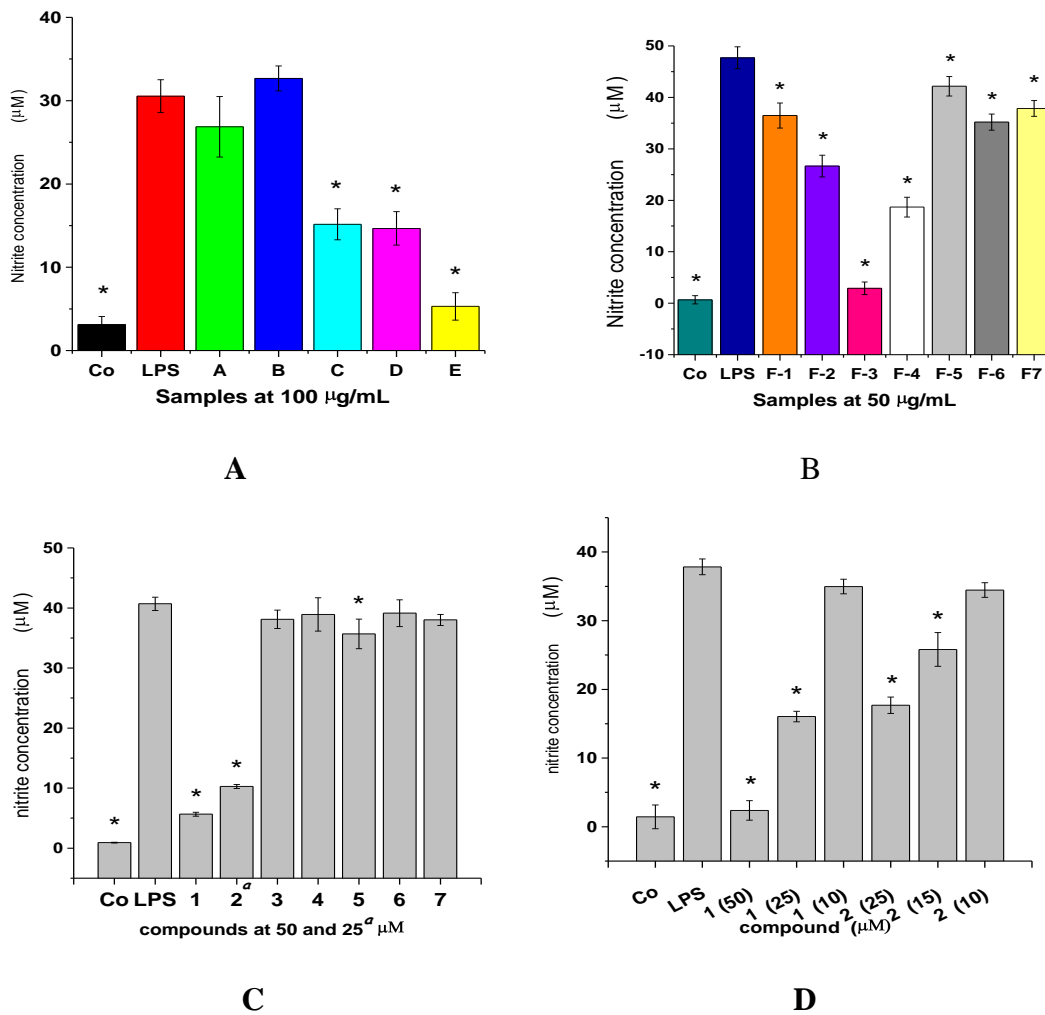 40
30
20
10
0
Nitrite concentration (μM)
*
*
*
*
Co LPS A B C D E
Samples at 100 μg/mL
A
50
40
30
20
10
0
-10
Nitrite concentration (μM)
*
*
*
*
*
*
*
*
Co LPS F-1 F-2 F-3 F-4 F-5 F-6 F7
Samples at 50 μg/mL
B
50
40
30
20
10
0
nitrite concentration (μM)
*
*
*
*
Co LPS 1 2a 3 4 5 6 7
compounds at 50 and 25a μM
C
40
30
20
10
0
nitrite concentration (μM)
*
*
*
*
*
Co LPS 1 (50) 1 (25) 1 (10) 2 (25) 2 (15) 2 (10)
compound (μM)
D